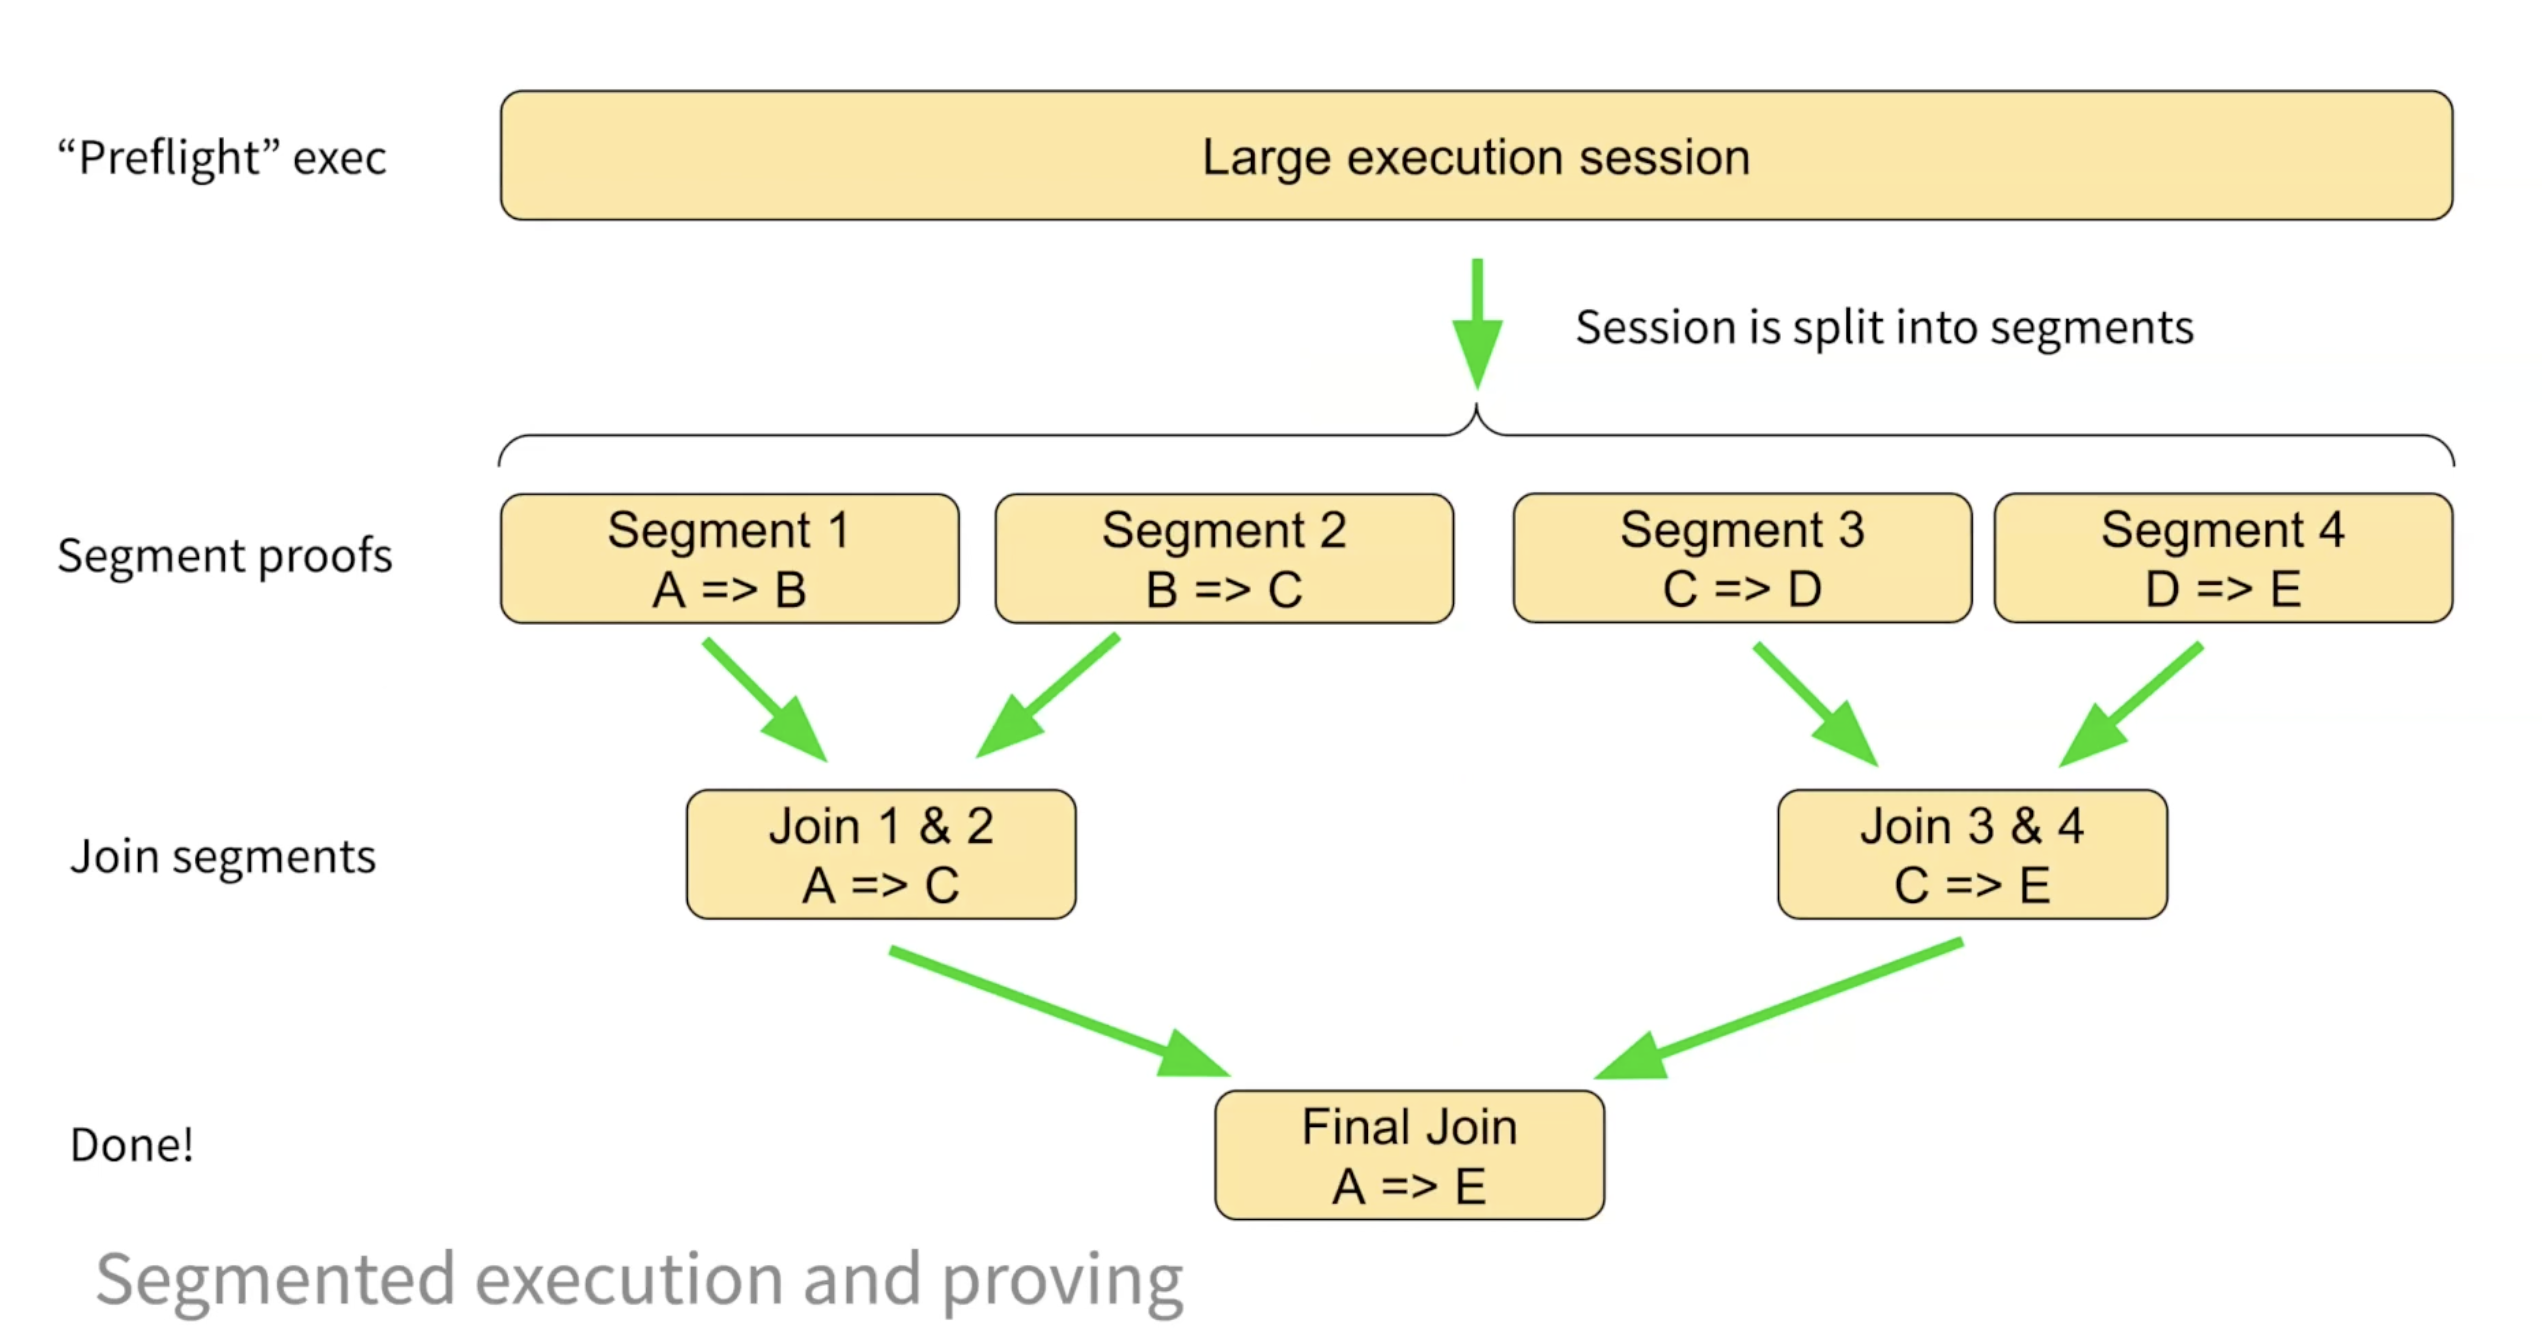 “Preflight” exec
Large execution session
Session is split into segments
Segment proofs
Segment 1
A => B
Segment 2
B => C
Segment 3
C => D
Segment 4
D => E
Join segments
Join 1 & 2
A => C
Join 3 & 4
C => E
Done!
Final Join
A => E
Segmented execution and proving